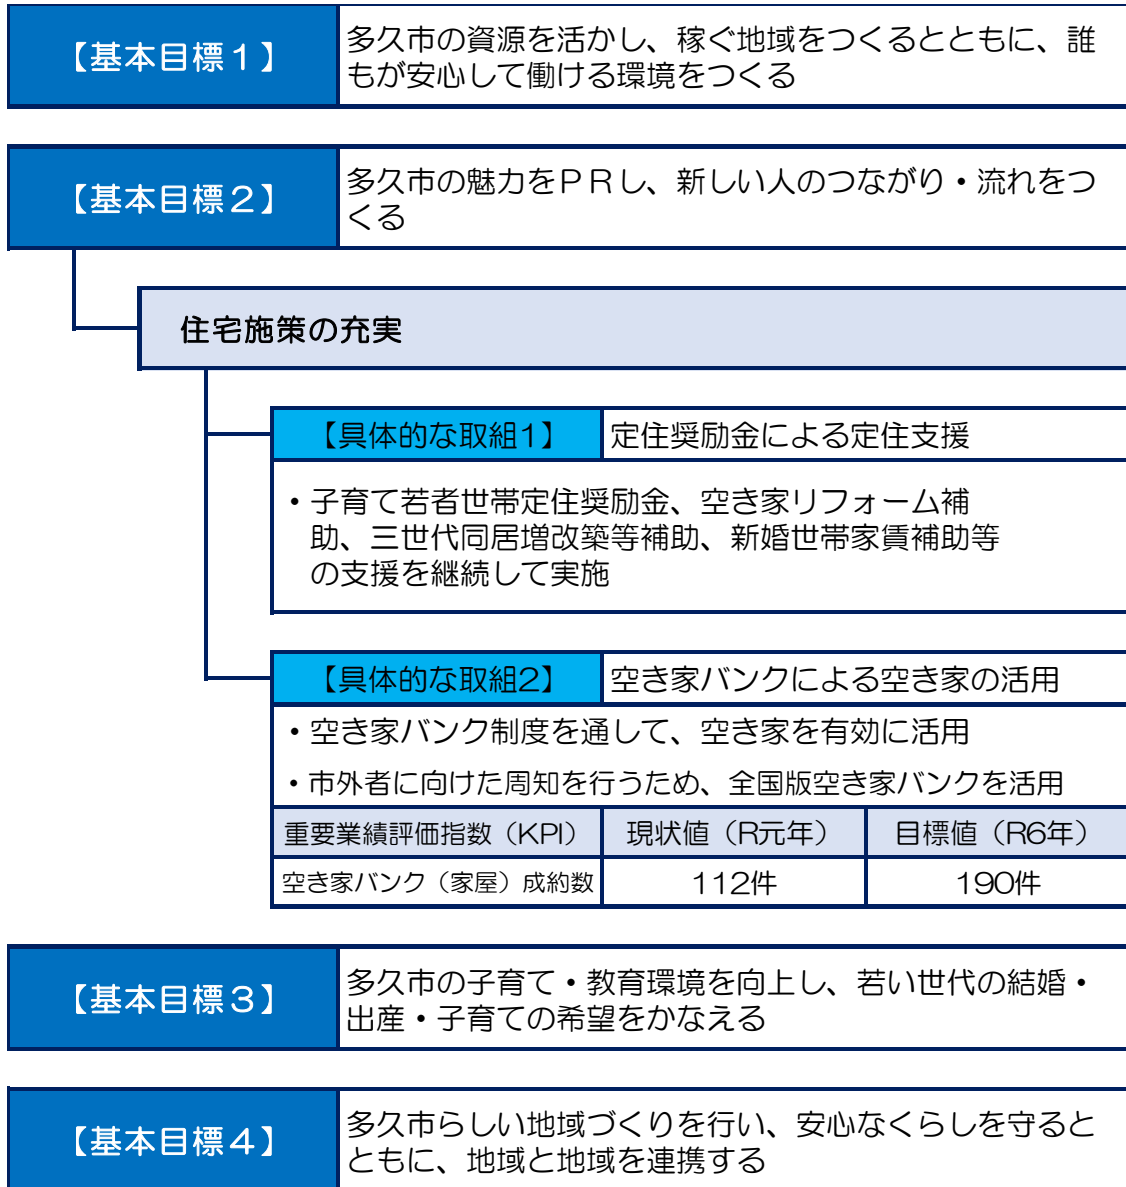 【基本目標１】
多久市の資源を活かし、稼ぐ地域をつくるとともに、誰
もが安心して働ける環境をつくる
【基本目標２】
多久市の魅力をＰＲし、新しい人のつながり・流れをつ
くる
住宅施策の充実
【具体的な取組1】
定住奨励金による定住支援
・子育て若者世帯定住奨励金、空き家リフォーム補
助、三世代同居増改築等補助、新婚世帯家賃補助等
の支援を継続して実施
【具体的な取組2】
空き家バンクによる空き家の活用
・空き家バンク制度を通して、空き家を有効に活用
・市外者に向けた周知を行うため、全国版空き家バンクを活用
重要業績評価指数（KPI）
現状値（R元年）
目標値（R6年）
空き家バンク（家屋）成約数
112件
190件
【基本目標３】
多久市の子育て・教育環境を向上し、若い世代の結婚・
出産・子育ての希望をかなえる
【基本目標４】
多久市らしい地域づくりを行い、安心なくらしを守ると
ともに、地域と地域を連携する